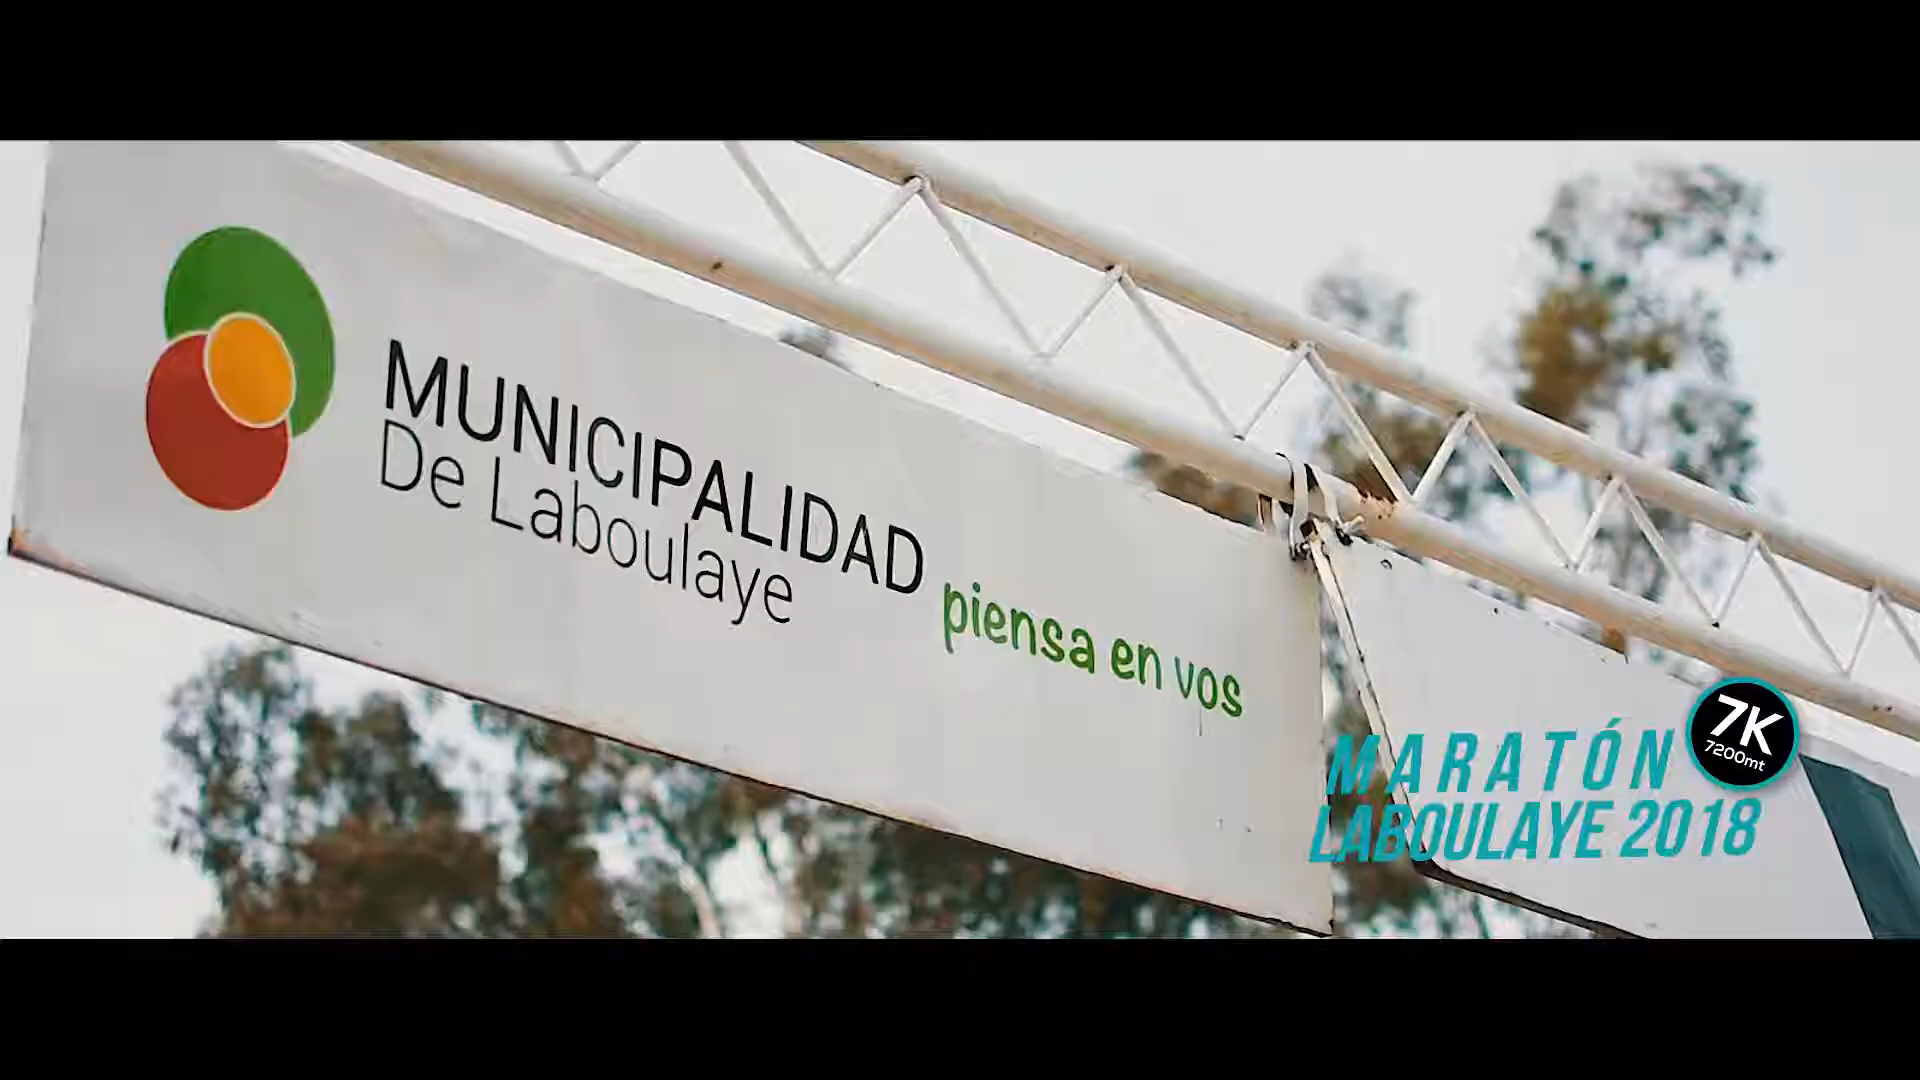 MUNICIPALIDAD
De Laboulaye
piensa en vos
7K
7200mt
MARATÓN
LABOULAYE 2018